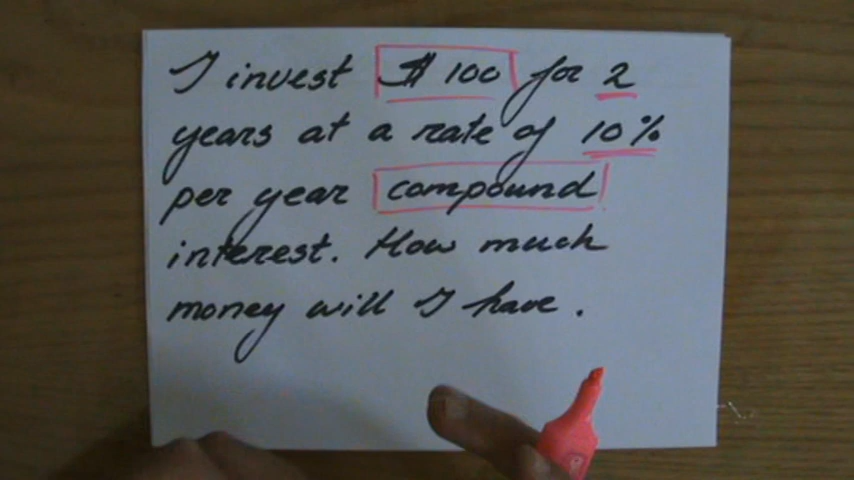 I invest $ 100 for 2
years at a rate of 10%
per year compound
interest. How much
money will I have.